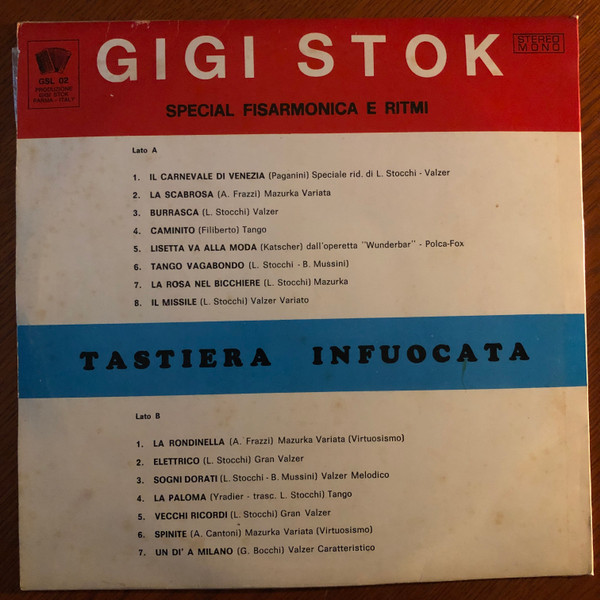 GSL 02
PRODUZIONE
GIGI STOK
PARMA - ITALY
GIGI STOK
STEREO
MONO
SPECIAL FISARMONICA E RITMI
Lato A
1. IL CARNEVALE DI VENEZIA (Paganini) Speciale rid. di L. Stocchi - Valzer
2. LA SCABROSA (A. Frazzi) Mazurka Variata
3. BURRASCA (L. Stocchi) Valzer
4. CAMINITO (Filiberto) Tango
5. LISETTA VA ALLA MODA (Katscher) dall'operetta "Wunderbar" - Polca-Fox
6. TANGO VAGABONDO (L. Stocchi - B. Mussini)
7. LA ROSA NEL BICCHIERE (L. Stocchi) Mazurka
8. IL MISSILE (L. Stocchi) Valzer Variato
TASTIERA INFUOCATA
Lato B
1. LA RONDINELLA (A. Frazzi) Mazurka Variata (Virtuosismo)
2. ELETTRICO (L. Stocchi) Gran Valzer
3. SOGNI DORATI (L. Stocchi - B. Mussini) Valzer Melodico
4. LA PALOMA (Yradier - trasc. L. Stocchi) Tango
5. VECCHI RICORDI (L. Stocchi) Gran Valzer
6. SPINITE (A. Cantoni) Mazurka Variata (Virtuosismo)
7. UN DI' A MILANO (G. Bocchi) Valzer Caratteristico